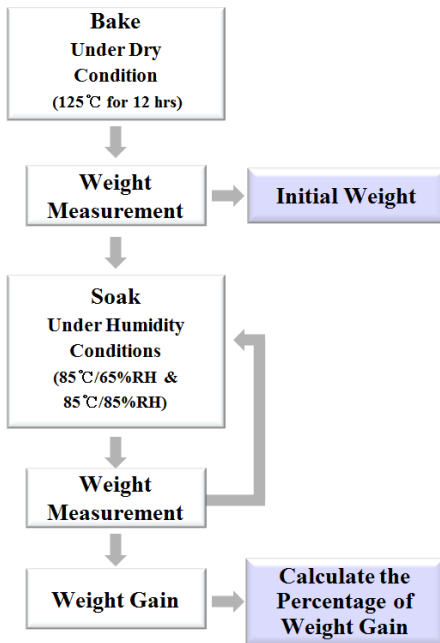 Bake
Under Dry
Condition
(125℃ for 12 hrs)
Weight
Measurement
Initial Weight
Soak
Under Humidity
Conditions
(85℃/65%RH &
85℃/85%RH)
Weight
Measurement
Weight Gain
Calculate the
Percentage of
Weight Gain